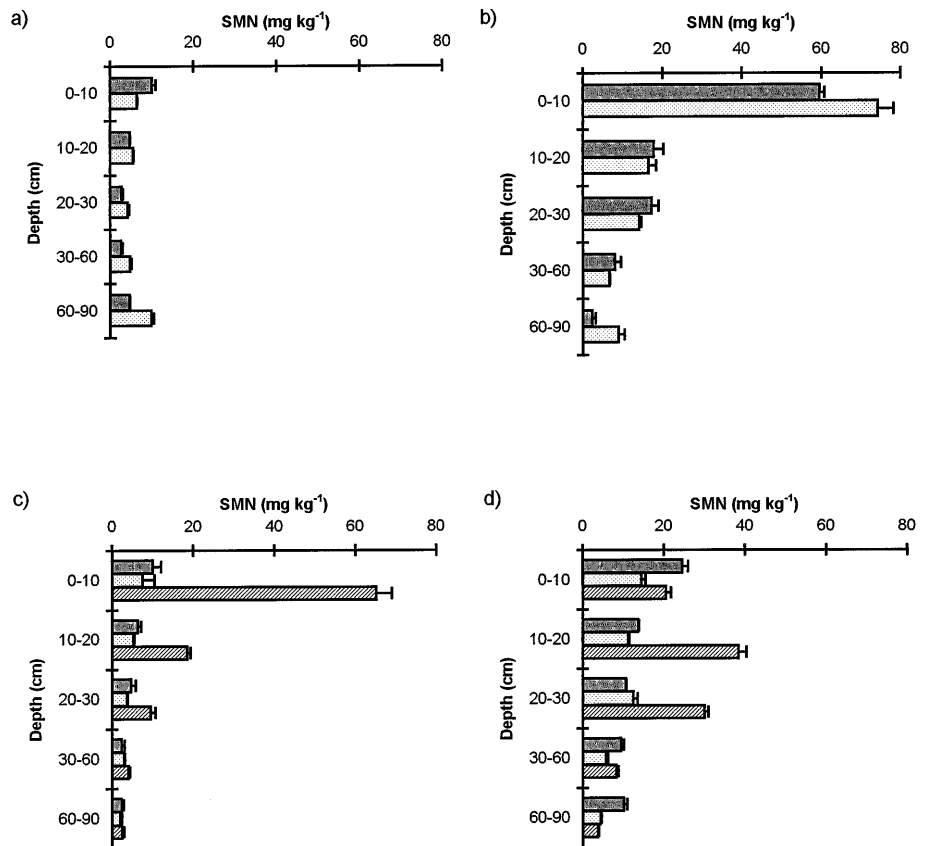 a)
SMN (mg kg⁻¹)
0 20 40 60 80
Depth (cm)
0-10
10-20
20-30
30-60
60-90
b)
SMN (mg kg⁻¹)
0 20 40 60 80
Depth (cm)
0-10
10-20
20-30
30-60
60-90
c)
SMN (mg kg⁻¹)
0 20 40 60 80
Depth (cm)
0-10
10-20
20-30
30-60
60-90
d)
SMN (mg kg⁻¹)
0 20 40 60 80
Depth (cm)
0-10
10-20
20-30
30-60
60-90